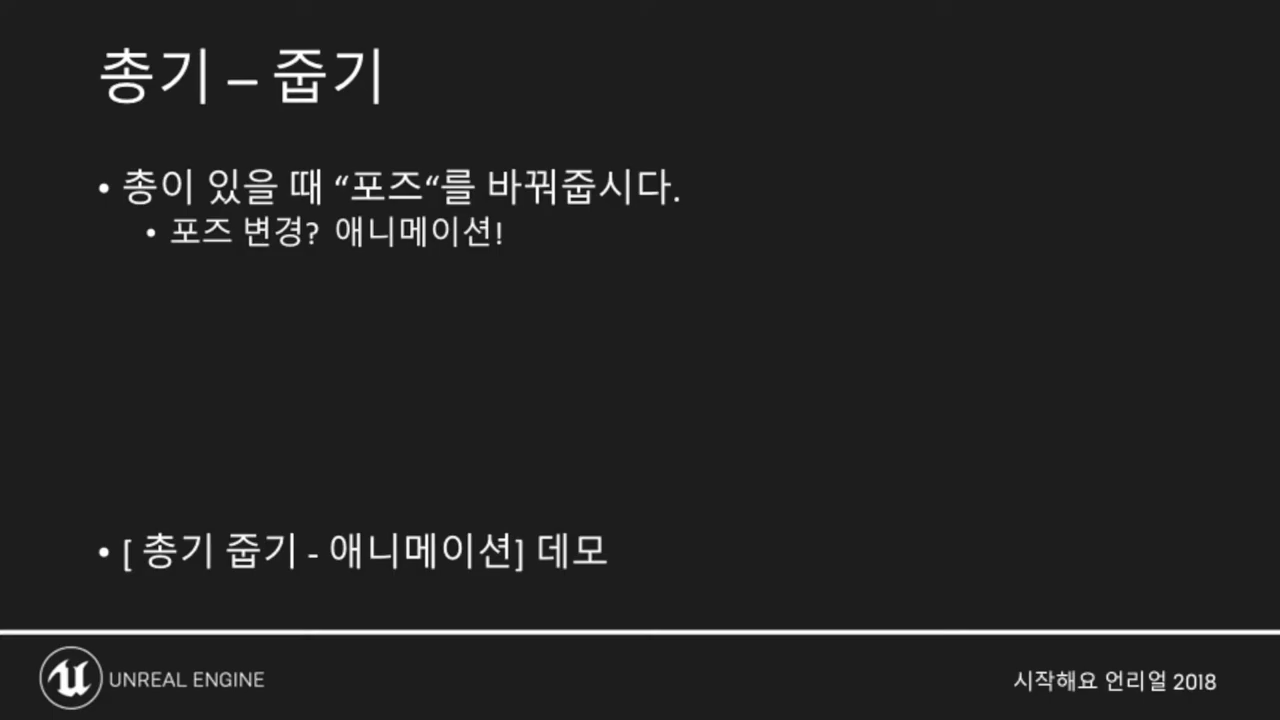 총기 – 줍기
• 총이 있을 때 “포즈“를 바꿔줍시다.
• 포즈 변경? 애니메이션!
• [ 총기 줍기 - 애니메이션] 데모
UNREAL ENGINE
시작해요 언리얼 2018